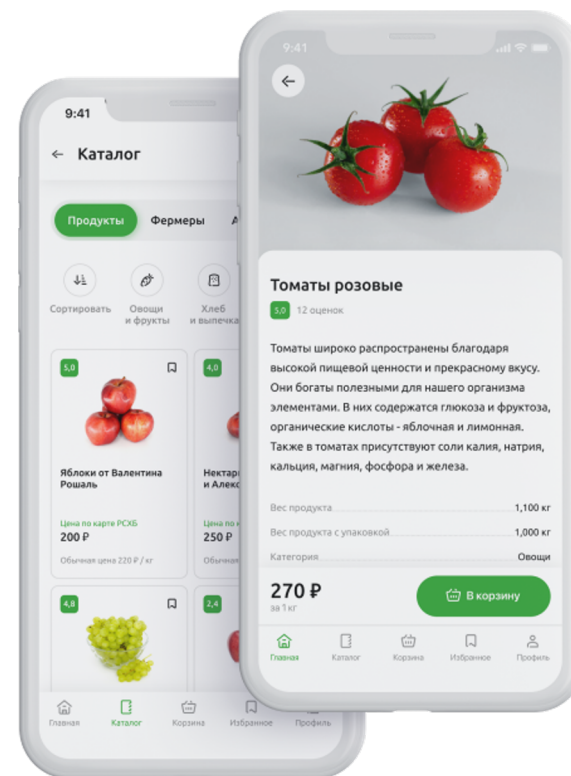 9:41
Каталог
Продукты
Фермеры
Сортировать
Овощи
и фрукты
Хлеб
и выпечка
5,0
4,0
Яблоки от Валентина
Рошаль
Цена по карте РСХБ
200 ₽
Обычная цена 220 ₽ / кг
250 ₽
4,8
2,4
Главная
Каталог
Корзина
Избранное
Профиль
9:41
Томаты розовые
5,0 12 оценок
Томаты широко распространены благодаря
высокой пищевой ценности и прекрасному вкусу.
Они богаты полезными для нашего организма
элементами. В них содержатся глюкоза и фруктоза,
органические кислоты - яблочная и лимонная.
Также в томатах присутствуют соли калия, натрия,
кальция, магния, фосфора и железа.
Вес продукта 1,100 кг
Вес продукта с упаковкой 1,000 кг
Категория Овощи
270 ₽
за 1 кг
В корзину
Главная
Каталог
Корзина
Избранное
Профиль